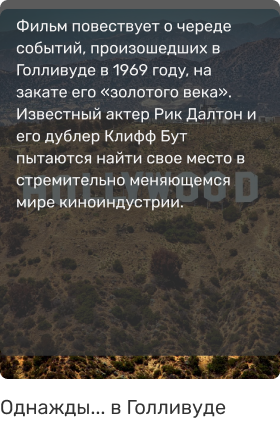 Фильм повествует о череде
событий, произошедших в
Голливуде в 1969 году, на
закате его «золотого века».
Известный актер Рик Далтон и
его дублер Клифф Бут
пытаются найти свое место в
стремительно меняющемся
мире киноиндустрии.
HOLLYWOOD
Однажды... в Голливуде